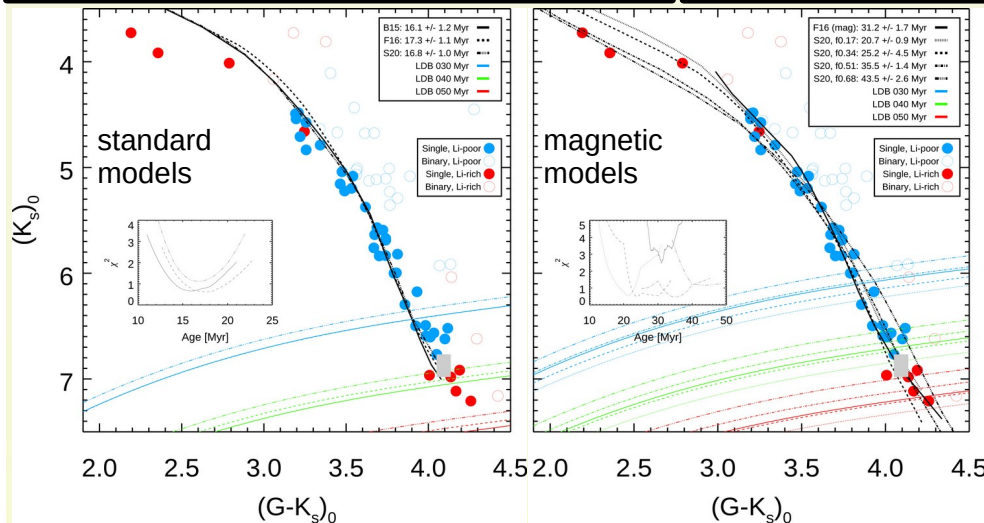 B15: 16.1 +/- 1.2 Myr
F16: 17.3 +/- 1.1 Myr
S20: 16.8 +/- 1.0 Myr
LDB 030 Myr
LDB 040 Myr
LDB 050 Myr
standard
models
Single, Li-poor
Binary, Li-poor
Single, Li-rich
Binary, Li-rich
(Ks)0
4
5
6
7
χ2
4
3
2
1
0
10 15 20 25
Age [Myr]
2.0 2.5 3.0 3.5 4.0 4.5
(G-Ks)0
F16 (mag): 31.2 +/- 1.7 Myr
S20, f0.17: 20.7 +/- 0.9 Myr
S20, f0.34: 25.2 +/- 4.5 Myr
S20, f0.51: 35.5 +/- 1.4 Myr
S20, f0.68: 43.5 +/- 2.6 Myr
LDB 030 Myr
LDB 040 Myr
LDB 050 Myr
magnetic
models
Single, Li-poor
Binary, Li-poor
Single, Li-rich
Binary, Li-rich
χ2
5
4
3
2
1
0
10 20 30 40 50
Age [Myr]
2.0 2.5 3.0 3.5 4.0 4.5
(G-Ks)0